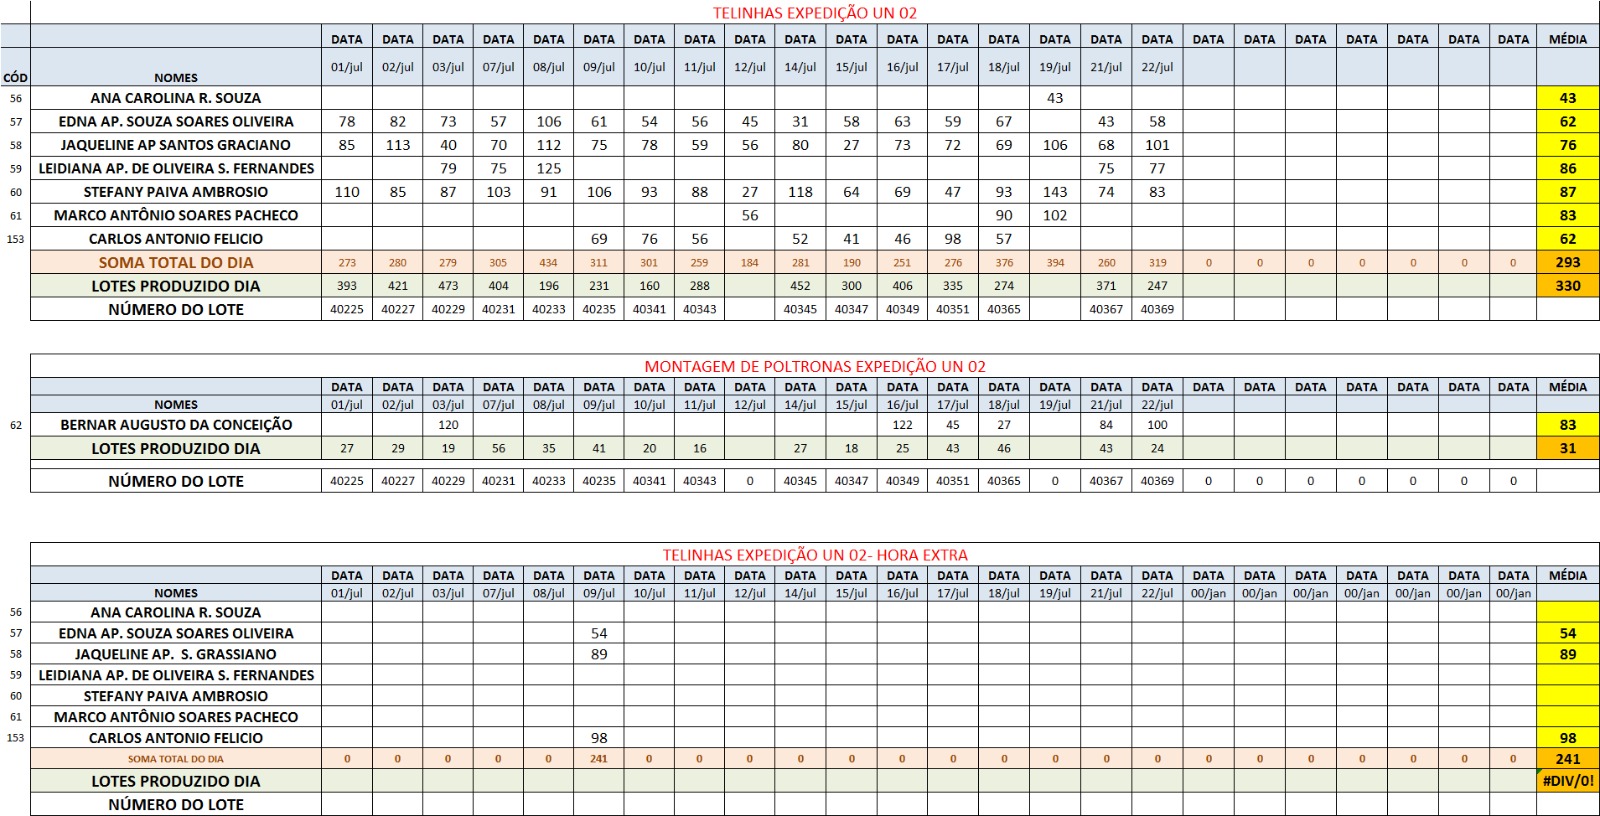 TELINHAS EXPEDIÇÃO UN 02
DATA DATA DATA DATA DATA DATA DATA DATA DATA DATA DATA DATA DATA DATA DATA DATA DATA DATA DATA DATA DATA DATA DATA DATA MÉDIA
CÓD NOMES 01/jul 02/jul 03/jul 07/jul 08/jul 09/jul 10/jul 11/jul 12/jul 14/jul 15/jul 16/jul 17/jul 18/jul 19/jul 21/jul 22/jul
56 ANA CAROLINA R. SOUZA 43 43
57 EDNA AP. SOUZA SOARES OLIVEIRA 78 82 73 57 106 61 54 56 45 31 58 63 59 67 43 58 62
58 JAQUELINE AP SANTOS GRACIANO 85 113 40 70 112 75 78 59 56 80 27 73 72 69 106 68 101 76
59 LEIDIANA AP. DE OLIVEIRA S. FERNANDES 79 75 125 75 77 86
60 STEFANY PAIVA AMBROSIO 110 85 87 103 91 106 93 88 27 118 64 69 47 93 143 74 83 87
61 MARCO ANTÔNIO SOARES PACHECO 56 90 102 83
153 CARLOS ANTONIO FELICIO 69 76 56 52 41 46 98 57 62
SOMA TOTAL DO DIA 273 280 279 305 434 311 301 259 184 281 190 251 276 376 394 260 319 0 0 0 0 0 0 0 293
LOTES PRODUZIDO DIA 393 421 473 404 196 231 160 288 452 300 406 335 274 371 247 330
NÚMERO DO LOTE 40225 40227 40229 40231 40233 40235 40341 40343 40345 40347 40349 40351 40365 40367 40369
MONTAGEM DE POLTRONAS EXPEDIÇÃO UN 02
DATA DATA DATA DATA DATA DATA DATA DATA DATA DATA DATA DATA DATA DATA DATA DATA DATA DATA DATA DATA DATA DATA DATA DATA MÉDIA
NOMES 01/jul 02/jul 03/jul 07/jul 08/jul 09/jul 10/jul 11/jul 12/jul 14/jul 15/jul 16/jul 17/jul 18/jul 19/jul 21/jul 22/jul
62 BERNAR AUGUSTO DA CONCEIÇÃO 120 122 45 27 84 100 83
LOTES PRODUZIDO DIA 27 29 19 56 35 41 20 16 27 18 25 43 46 43 24 31
NÚMERO DO LOTE 40225 40227 40229 40231 40233 40235 40341 40343 0 40345 40347 40349 40351 40365 0 40367 40369 0 0 0 0 0 0 0
TELINHAS EXPEDIÇÃO UN 02- HORA EXTRA
DATA DATA DATA DATA DATA DATA DATA DATA DATA DATA DATA DATA DATA DATA DATA DATA DATA DATA DATA DATA DATA DATA DATA DATA MÉDIA
NOMES 01/jul 02/jul 03/jul 07/jul 08/jul 09/jul 10/jul 11/jul 12/jul 14/jul 15/jul 16/jul 17/jul 18/jul 19/jul 21/jul 22/jul 00/jan 00/jan 00/jan 00/jan 00/jan 00/jan 00/jan
56 ANA CAROLINA R. SOUZA
57 EDNA AP. SOUZA SOARES OLIVEIRA 54 54
58 JAQUELINE AP. S. GRASSIANO 89 89
59 LEIDIANA AP. DE OLIVEIRA S. FERNANDES
60 STEFANY PAIVA AMBROSIO
61 MARCO ANTÔNIO SOARES PACHECO
153 CARLOS ANTONIO FELICIO 98 98
SOMA TOTAL DO DIA 0 0 0 0 0 241 0 0 0 0 0 0 0 0 0 0 0 0 0 0 0 0 0 0 241
LOTES PRODUZIDO DIA #DIV/0!
NÚMERO DO LOTE